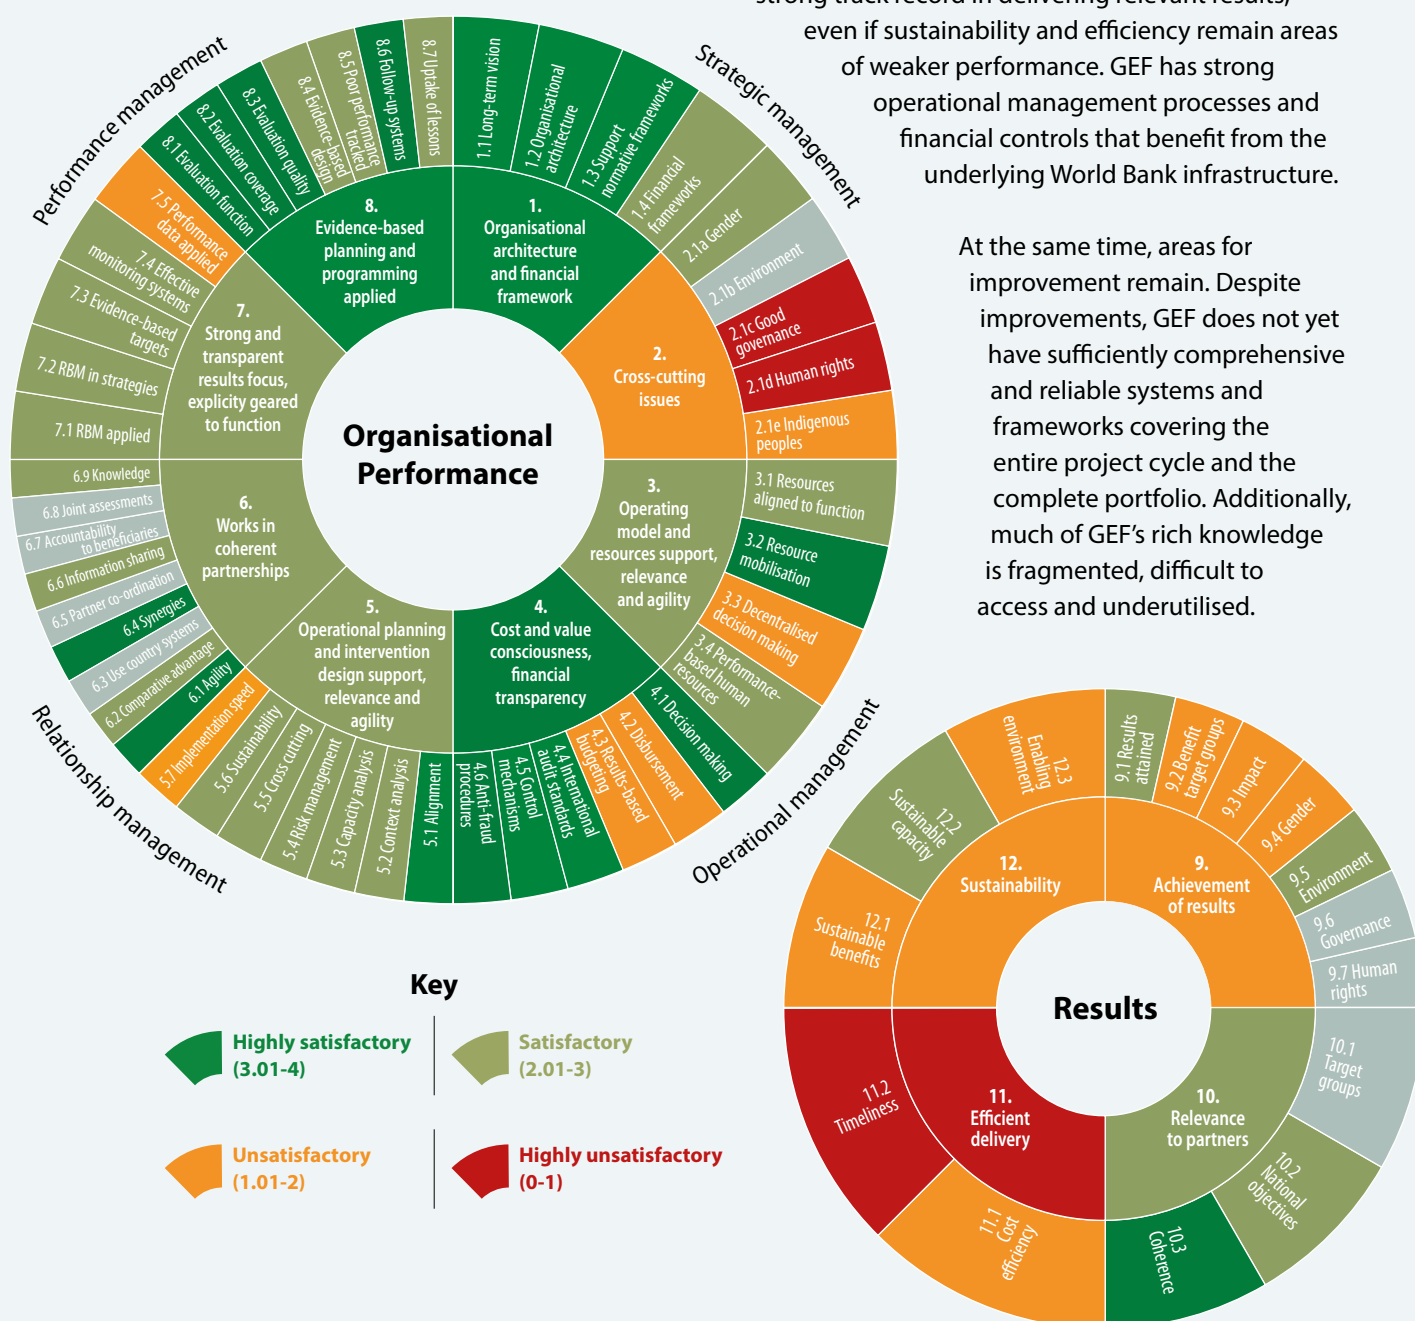 strong track record in delivering relevant results,
even if sustainability and efficiency remain areas
of weaker performance. GEF has strong
operational management processes and
financial controls that benefit from the
underlying World Bank infrastructure.
At the same time, areas for
improvement remain. Despite
improvements, GEF does not yet
have sufficiently comprehensive
and reliable systems and
frameworks covering the
entire project cycle and the
complete portfolio. Additionally,
much of GEF’s rich knowledge
is fragmented, difficult to
access and underutilised.
Organisational
Performance
Strategic management
Operational management
Relationship management
Performance management
1.
Organisational
architecture
and financial
framework
1.1 Long-term vision
1.2 Organisational
architecture
1.3 Support
normative frameworks
1.4 Financial
frameworks
2.
Cross-cutting
issues
2.1a Gender
2.1b Environment
2.1c Good
governance
2.1d Human rights
2.1e Indigenous
peoples
3.
Operating
model and
resources support,
relevance
and agility
3.1 Resources
aligned to function
3.2 Resource
mobilisation
3.3 Decentralised
decision making
3.4 Performance-
based human
resources
4.
Cost and value
consciousness,
financial
transparency
4.1 Decision making
4.2 Disbursement
4.3 Results-based
budgeting
4.4 International
audit standards
4.5 Control
mechanisms
4.6 Anti-fraud
procedures
5.
Operational planning
and intervention
design support,
relevance and
agility
5.1 Alignment
5.2 Context analysis
5.3 Capacity analysis
5.4 Risk management
5.5 Cross cutting
5.6 Sustainability
5.7 Implementation speed
6.
Works in
coherent
partnerships
6.1 Agility
6.2 Comparative advantage
6.3 Use country systems
6.4 Synergies
6.5 Partner co-ordination
6.6 Information sharing
6.7 Accountability
to beneficiaries
6.8 Joint assessments
6.9 Knowledge
7.
Strong and
transparent
results focus,
explicity geared
to function
7.1 RBM applied
7.2 RBM in strategies
7.3 Evidence-based
targets
7.4 Effective
monitoring systems
7.5 Performance
data applied
8.
Evidence-based
planning and
programming
applied
8.1 Evaluation function
8.2 Evaluation coverage
8.3 Evaluation quality
8.4 Evidence-based
design
8.5 Poor performance
tracked
8.6 Follow-up systems
8.7 Uptake of lessons
Results
9.
Achievement
of results
9.1 Results
attained
9.2 Benefit
target groups
9.3 Impact
9.4 Gender
9.5
Environment
9.6
Governance
9.7 Human
rights
10.
Relevance
to partners
10.1
Target
groups
10.2
National
objectives
10.3
Coherence
11.
Efficient
delivery
11.1
Cost
efficiency
11.2
Timeliness
12.
Sustainability
12.1
Sustainable
benefits
12.2
Sustainable
capacity
12.3
Enabling
environment
Key
Highly satisfactory
(3.01-4)
Satisfactory
(2.01-3)
Unsatisfactory
(1.01-2)
Highly unsatisfactory
(0-1)